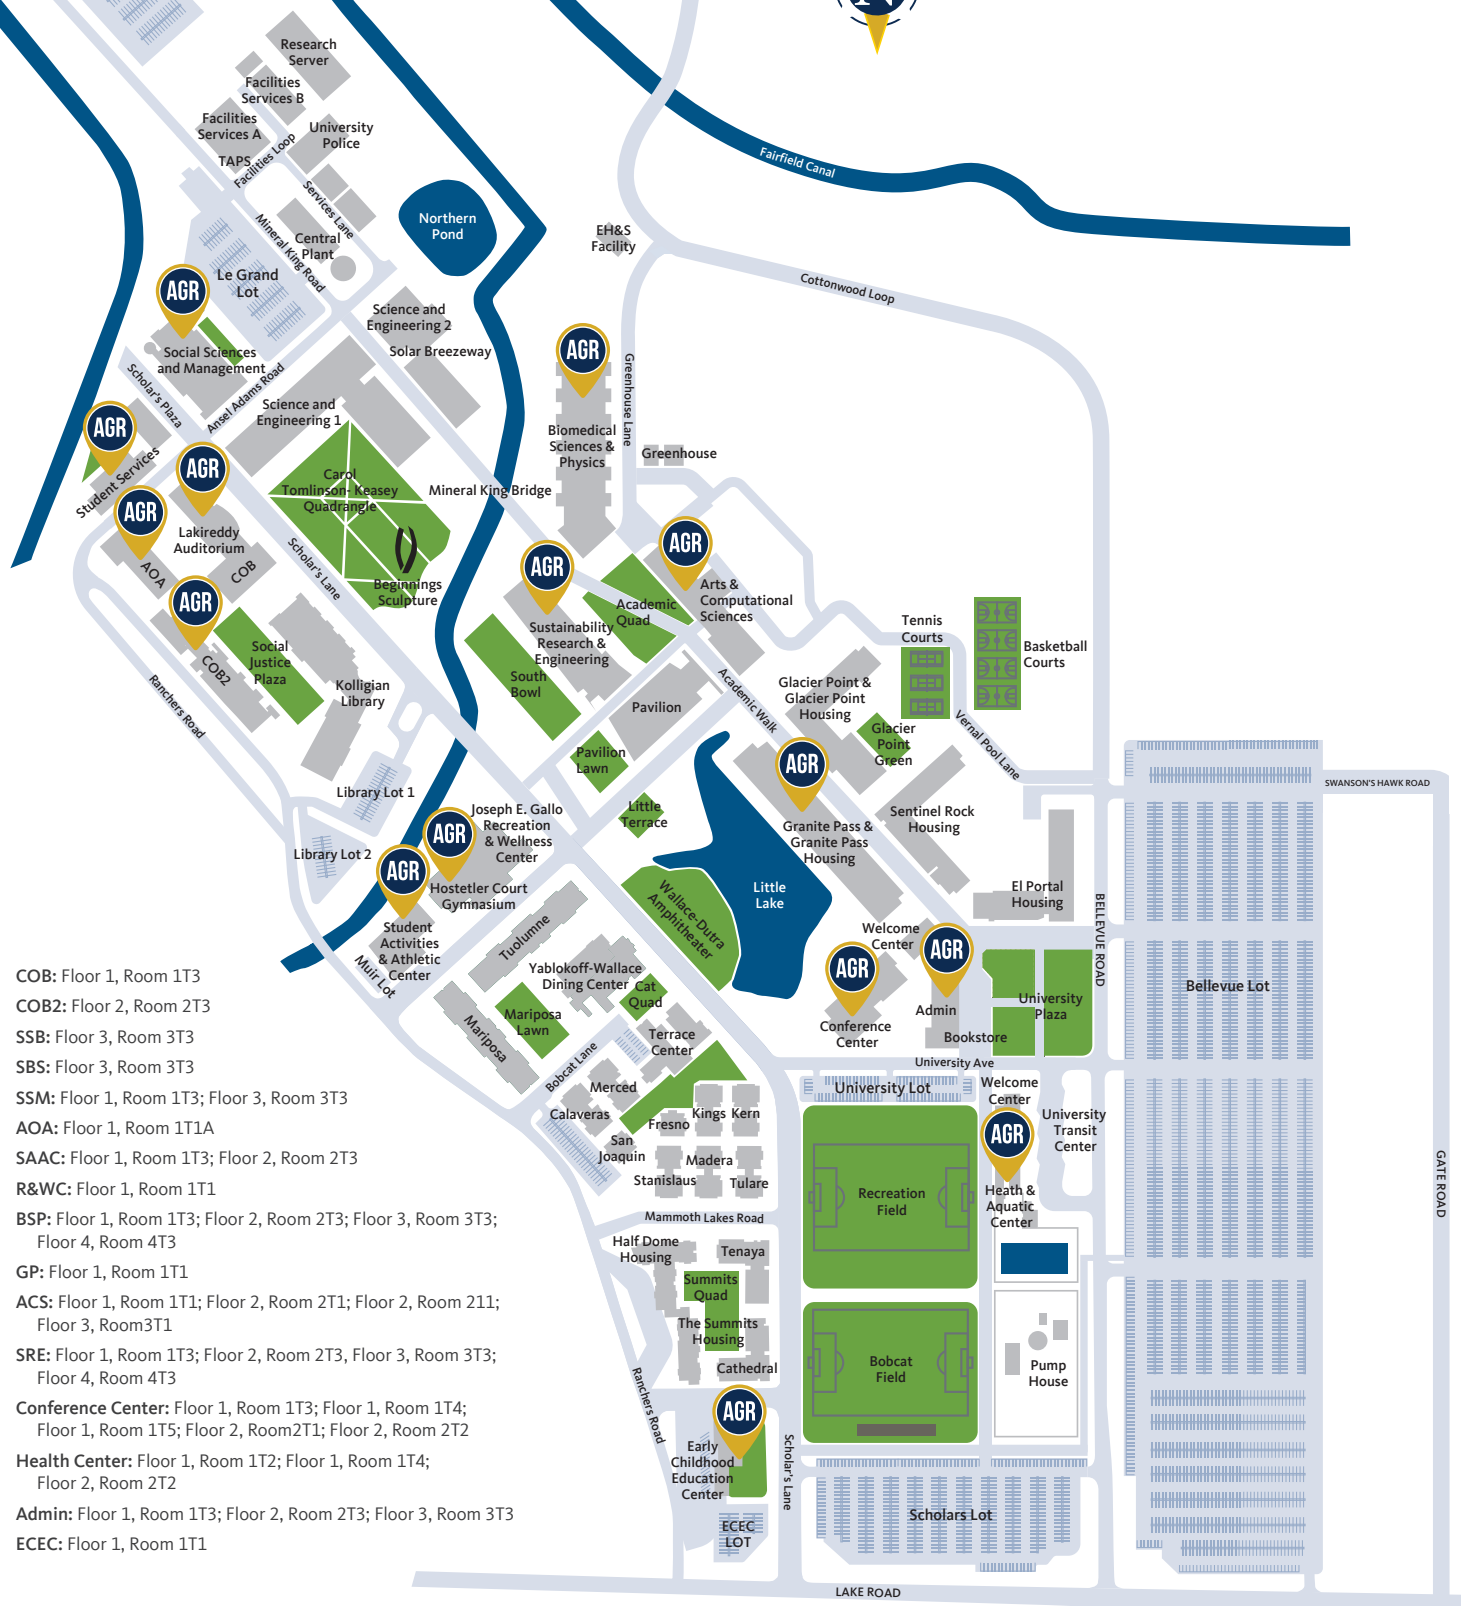 N
Research
Server
Facilities
Services B
Facilities
Services A
University
Police
TAPS
Facilities Loop
Services Lane
Mineral King Road
Central
Plant
Northern
Pond
Fairfield Canal
EH&S
Facility
Cottonwood Loop
Le Grand
Lot
AGR
Science and
Engineering 2
Solar Breezeway
Social Sciences
and Management
Scholar's Plaza
Ansel Adams Road
AGR
Greenhouse Lane
Science and
Engineering 1
AGR
Student Services
AGR
Biomedical
Sciences &
Physics
Greenhouse
Carol
Tomlinson-Keasey
Quadrangle
Mineral King Bridge
AGR
Lakireddy
Auditorium
AOA
COB
Scholar's Lane
Beginnings
Sculpture
AGR
AGR
Arts &
Computational
Sciences
Academic
Quad
Sustainability
Research &
Engineering
AGR
COB2
Social
Justice
Plaza
Kolligian
Library
South
Bowl
Tennis
Courts
Basketball
Courts
Ranchers Road
Pavilion
Academic Walk
Glacier Point &
Glacier Point
Housing
Glacier
Point
Green
Vernal Pool Lane
Pavilion
Lawn
AGR
SWANSON'S HAWK ROAD
Library Lot 1
Joseph E. Gallo
Recreation
& Wellness
Center
AGR
Little
Terrace
Granite Pass &
Granite Pass
Housing
Sentinel Rock
Housing
Library Lot 2
AGR
Hostetler Court
Gymnasium
Student
Activities
& Athletic
Center
Muir Lot
Wallace-Dutra
Amphitheater
Little
Lake
El Portal
Housing
BELLEVUE ROAD
Welcome
Center
AGR
AGR
Tuolumne
Yablokoff-Wallace
Dining Center
Cat
Quad
Mariposa
Lawn
Mariposa
Bobcat Lane
Terrace
Center
Conference
Center
Admin
Bookstore
University
Plaza
Bellevue Lot
University Ave
University Lot
Welcome
Center
University
Transit
Center
AGR
Heath &
Aquatic
Center
Merced
Calaveras
San
Joaquin
Fresno
Kings
Kern
Madera
Stanislaus
Tulare
Mammoth Lakes Road
Recreation
Field
GATE ROAD
Half Dome
Housing
Tenaya
Summits
Quad
The Summits
Housing
Cathedral
Bobcat
Field
Pump
House
Ranchers Road
AGR
Early
Childhood
Education
Center
Scholar's Lane
ECEC
LOT
Scholars Lot
LAKE ROAD
COB: Floor 1, Room 1T3
COB2: Floor 2, Room 2T3
SSB: Floor 3, Room 3T3
SBS: Floor 3, Room 3T3
SSM: Floor 1, Room 1T3; Floor 3, Room 3T3
AOA: Floor 1, Room 1T1A
SAAC: Floor 1, Room 1T3; Floor 2, Room 2T3
R&WC: Floor 1, Room 1T1
BSP: Floor 1, Room 1T3; Floor 2, Room 2T3; Floor 3, Room 3T3;
Floor 4, Room 4T3
GP: Floor 1, Room 1T1
ACS: Floor 1, Room 1T1; Floor 2, Room 2T1; Floor 2, Room 211;
Floor 3, Room3T1
SRE: Floor 1, Room 1T3; Floor 2, Room 2T3, Floor 3, Room 3T3;
Floor 4, Room 4T3
Conference Center: Floor 1, Room 1T3; Floor 1, Room 1T4;
Floor 1, Room 1T5; Floor 2, Room2T1; Floor 2, Room 2T2
Health Center: Floor 1, Room 1T2; Floor 1, Room 1T4;
Floor 2, Room 2T2
Admin: Floor 1, Room 1T3; Floor 2, Room 2T3; Floor 3, Room 3T3
ECEC: Floor 1, Room 1T1